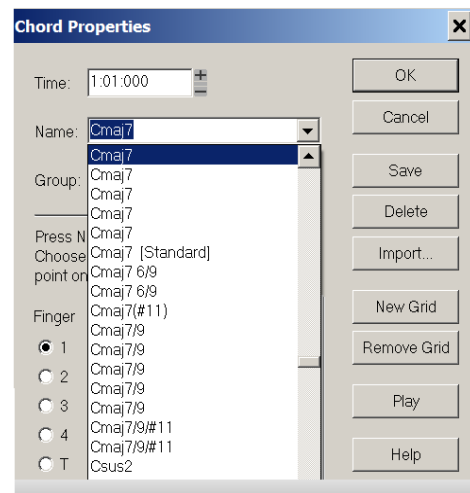 Chord Properties
Time: 1:01:000
OK
Name: Cmaj7
Cancel
Cmaj7
Group:
Cmaj7
Save
Cmaj7
Cmaj7
Delete
Press N
Cmaj7
Choose
Cmaj7 [Standard]
Import...
point on
Cmaj7 6/9
Cmaj7 6/9
Finger
Cmaj7(#11)
New Grid
1
Cmaj7/9
Remove Grid
Cmaj7/9
2
Cmaj7/9
3
Cmaj7/9
Play
Cmaj7/9
4
Cmaj7/9/#11
Cmaj7/9/#11
Help
T
Csus2